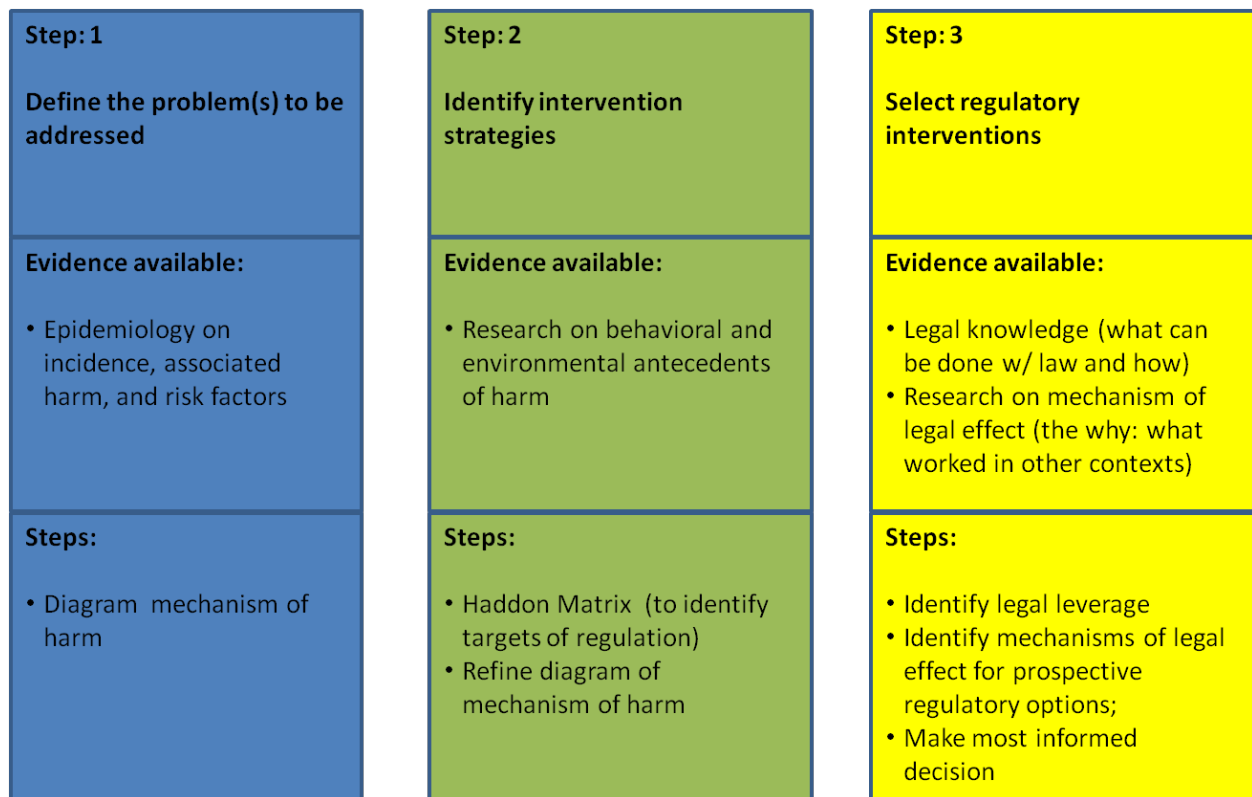 Step: 1
Define the problem(s) to be
addressed
Evidence available:
• Epidemiology on
incidence, associated
harm, and risk factors
Steps:
• Diagram mechanism of
harm
Step: 2
Identify intervention
strategies
Evidence available:
• Research on behavioral and
environmental antecedents
of harm
Steps:
• Haddon Matrix (to identify
targets of regulation)
• Refine diagram of
mechanism of harm
Step: 3
Select regulatory
interventions
Evidence available:
• Legal knowledge (what can
be done w/ law and how)
• Research on mechanism of
legal effect (the why: what
worked in other contexts)
Steps:
• Identify legal leverage
• Identify mechanisms of legal
effect for prospective
regulatory options;
• Make most informed
decision